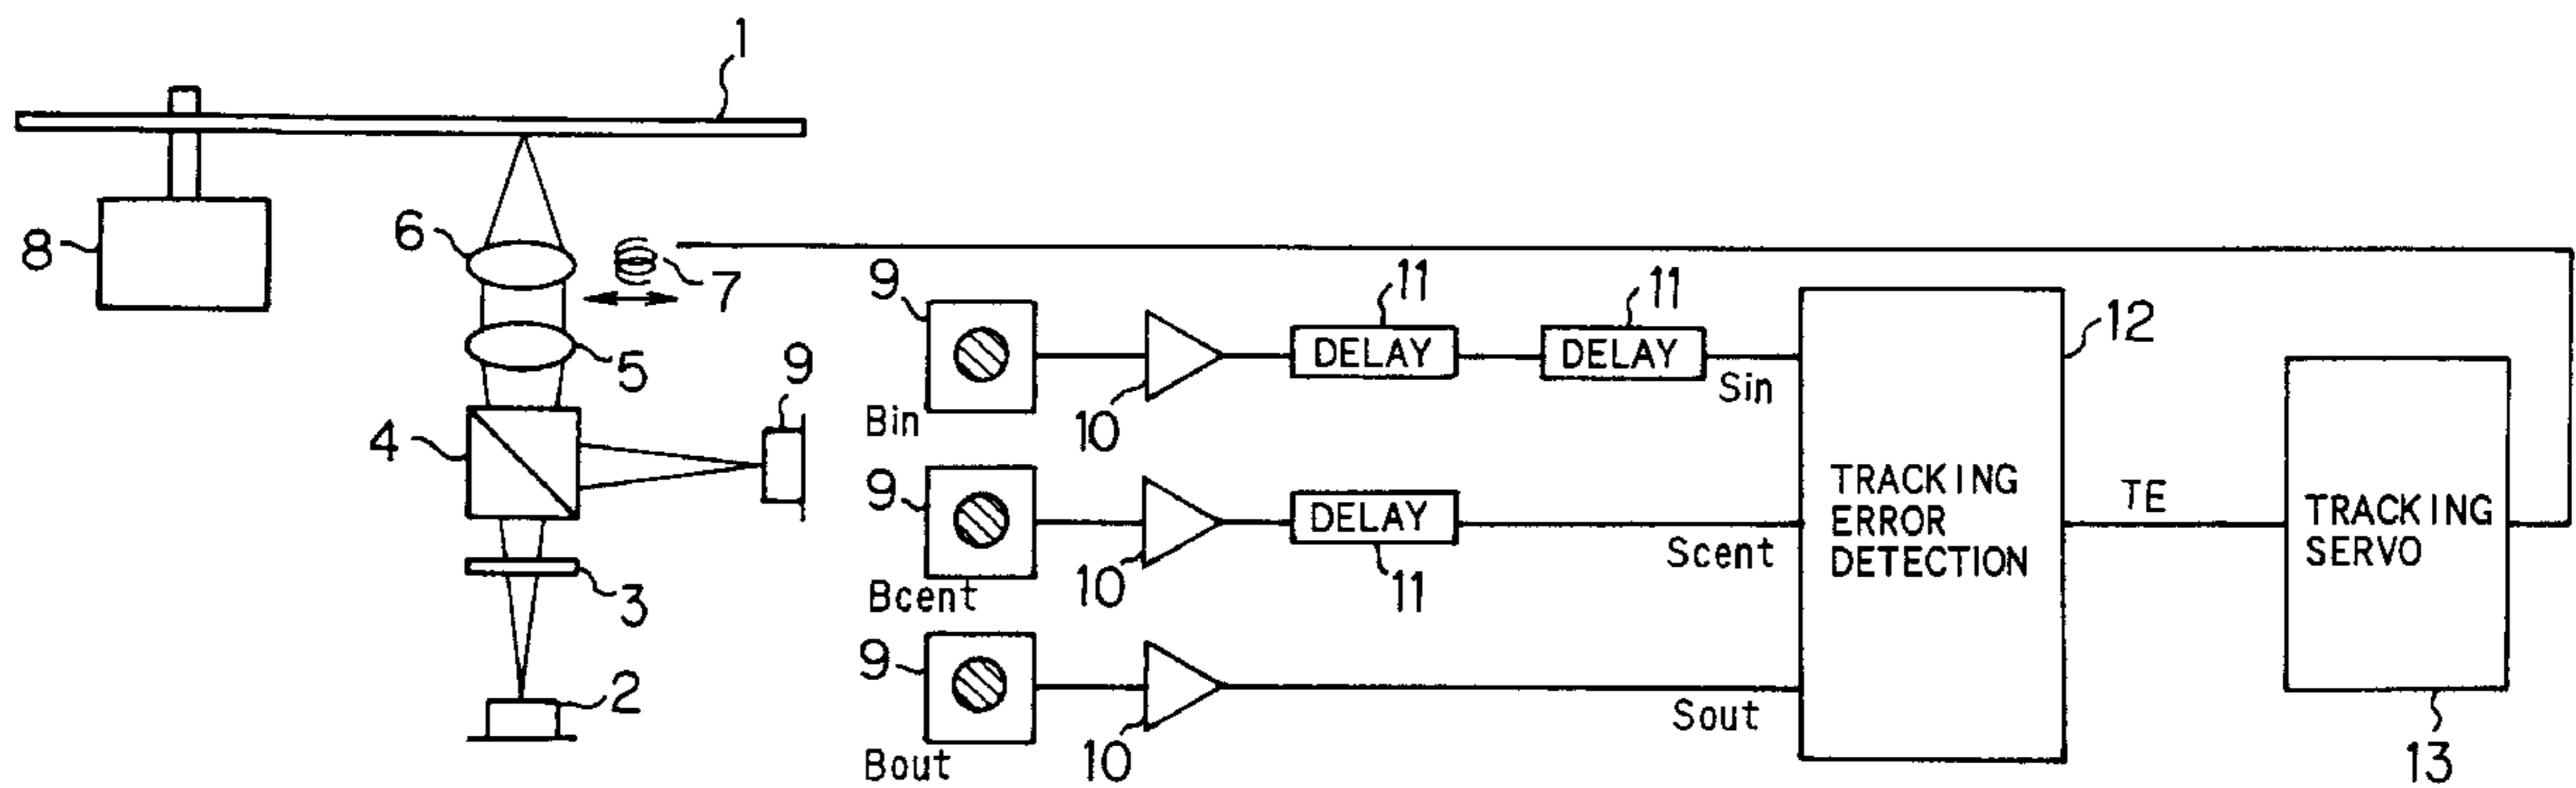 1
8
6
7
5
4
9
3
2
9
10
11
DELAY
11
DELAY
Bin
Sin
9
10
DELAY
11
Bcent
Scent
9
10
Bout
Sout
12
TRACKING
ERROR
DETECTION
TE
TRACKING
SERVO
13